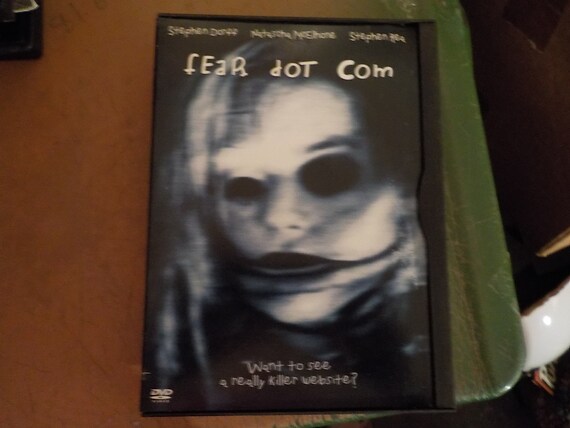 Stephen Dorff Natascha McElhone Stephen Rea
fEaR dOT Com
Want to see
a really killer website?
DVD